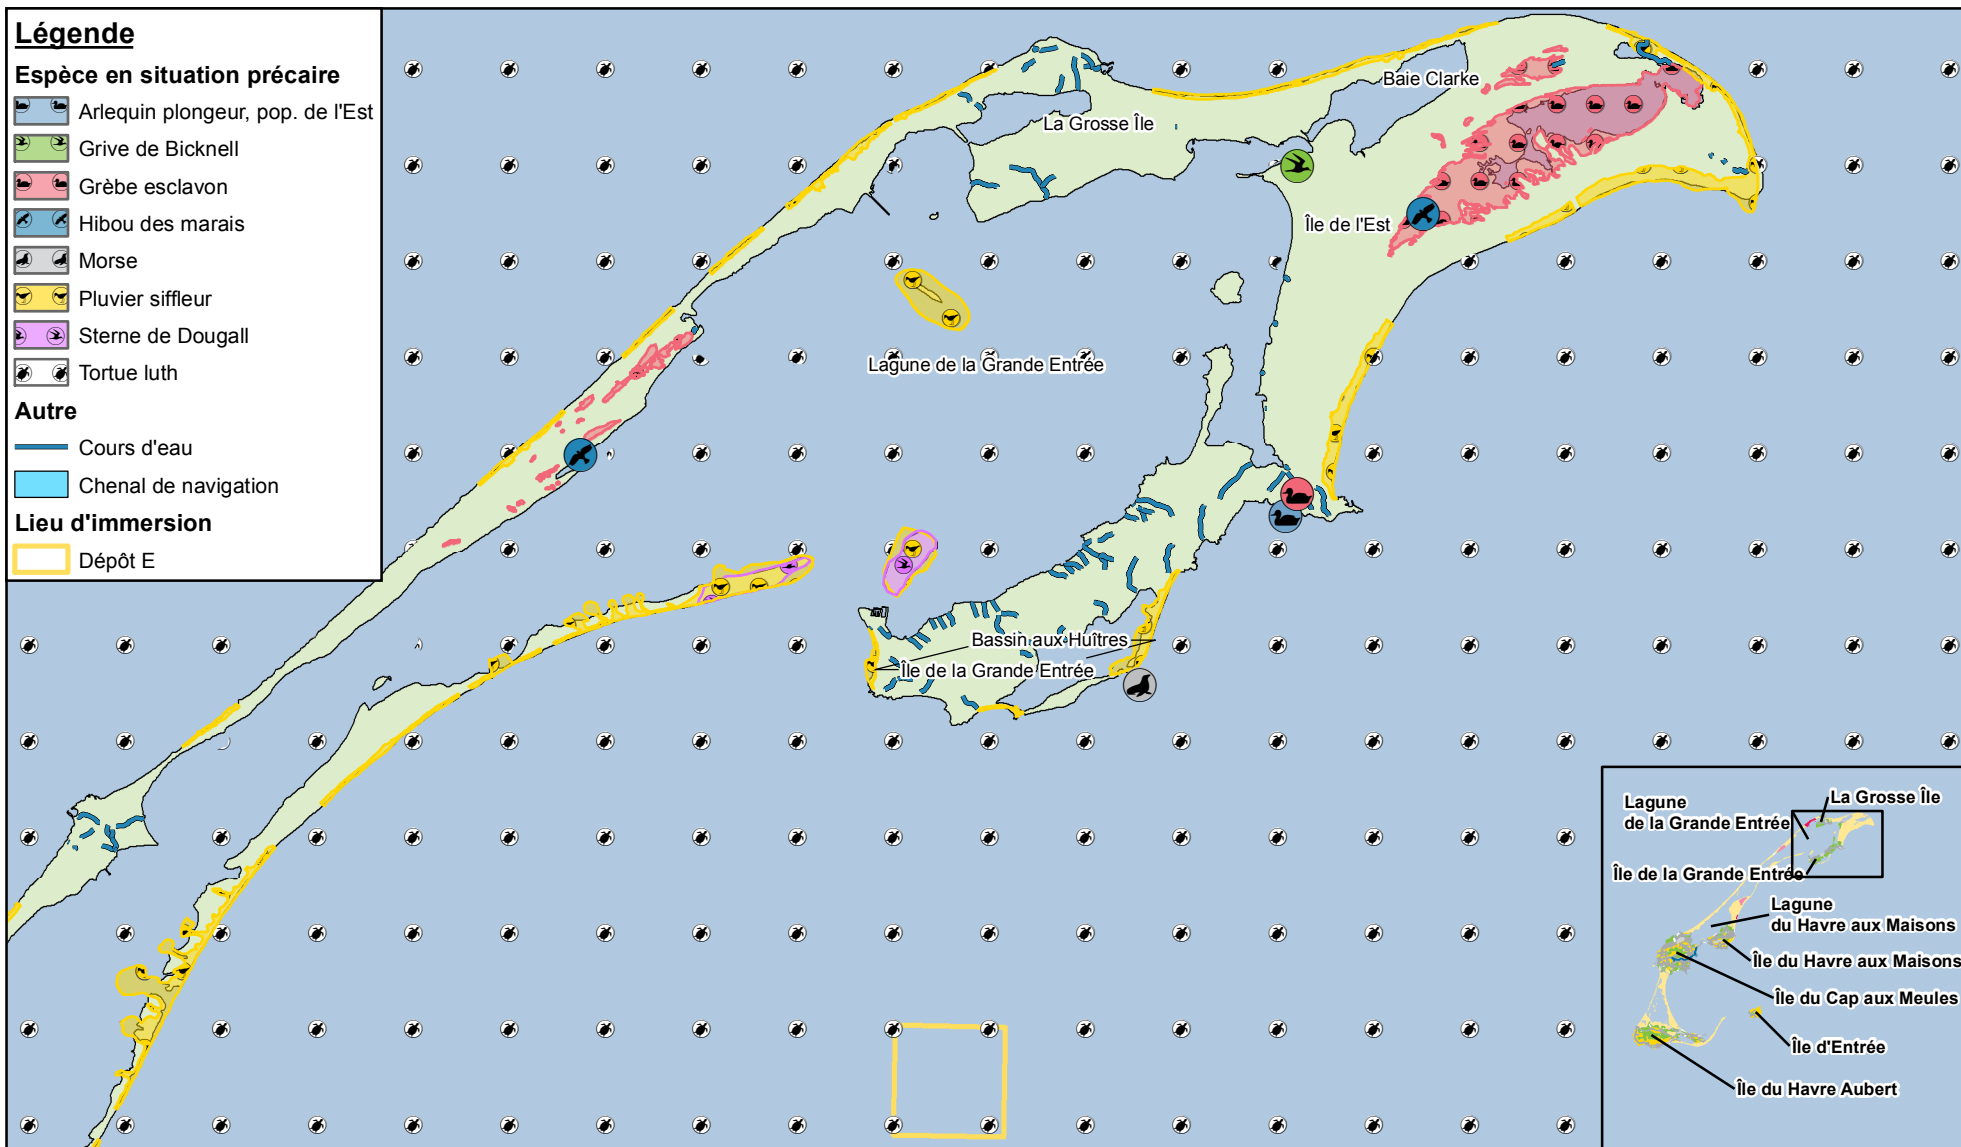 Légende
Espèce en situation précaire
Arlequin plongeur, pop. de l'Est
Grive de Bicknell
Grèbe esclavon
Hibou des marais
Morse
Pluvier siffleur
Sterne de Dougall
Tortue luth
Autre
Cours d'eau
Chenal de navigation
Lieu d'immersion
Dépôt E
Baie Clarke
La Grosse Île
Île de l'Est
Lagune de la Grande Entrée
Bassin aux Huîtres
Île de la Grande Entrée
La Grosse Île
Lagune
de la Grande Entrée
Île de la Grande Entrée
Lagune
du Havre aux Maisons
Île du Havre aux Maisons
Île du Cap aux Meules
Île d'Entrée
Île du Havre Aubert